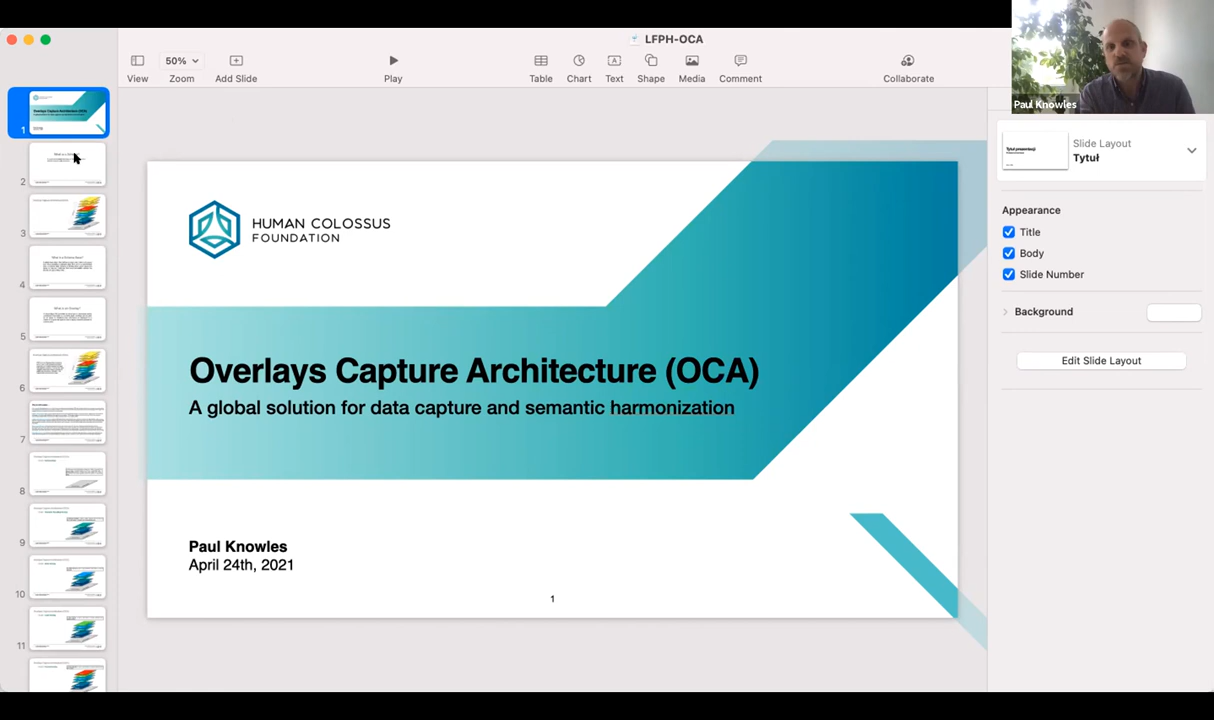 LFPH-OCA
View
50%
Zoom
Add Slide
Play
Table
Chart
Text
Shape
Media
Comment
Collaborate
Paul Knowles
1
2
3
4
5
6
7
8
9
10
11
HUMAN COLOSSUS
FOUNDATION
Overlays Capture Architecture (OCA)
A global solution for data capture and semantic harmonization
Paul Knowles
April 24th, 2021
1
Tytuł prezentacji
Slide Layout
Tytuł
Appearance
Title
Body
Slide Number
Background
Edit Slide Layout